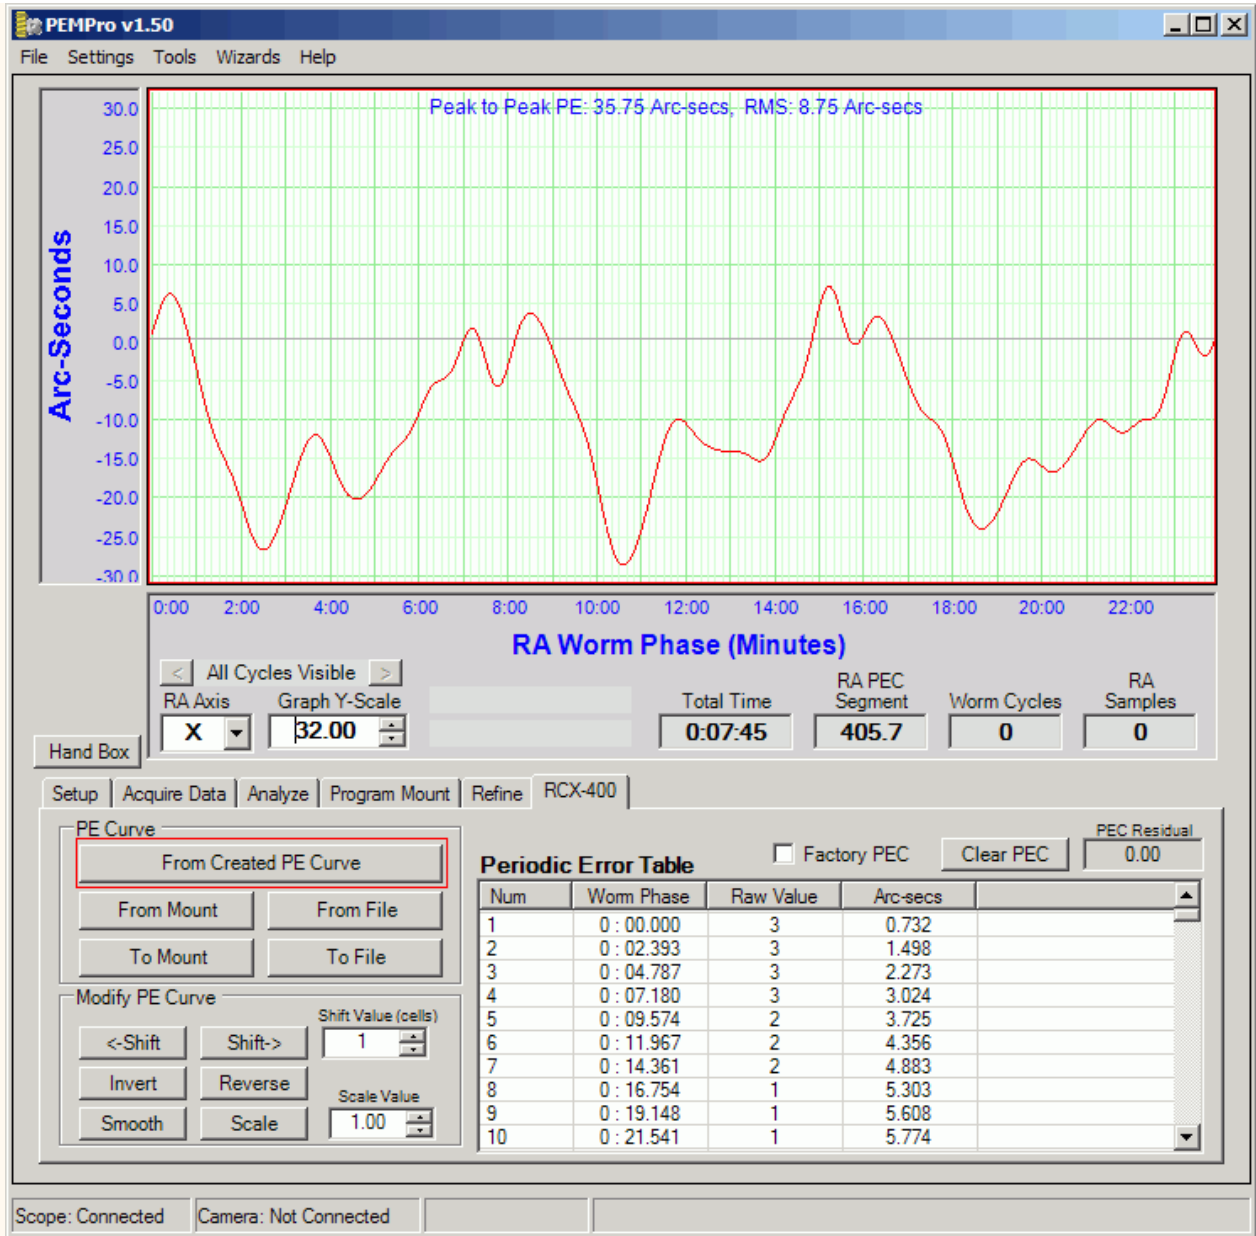 PEMPro v1.50
File Settings Tools Wizards Help
Peak to Peak PE: 35.75 Arc-secs, RMS: 8.75 Arc-secs
30.0
25.0
20.0
15.0
10.0
5.0
0.0
-5.0
-10.0
-15.0
-20.0
-25.0
-30.0
Arc-Seconds
0:00 2:00 4:00 6:00 8:00 10:00 12:00 14:00 16:00 18:00 20:00 22:00
RA Worm Phase (Minutes)
< All Cycles Visible >
RA Axis Graph Y-Scale Total Time RA PEC Segment Worm Cycles RA Samples
X 32.00 0:07:45 405.7 0 0
Hand Box
Setup Acquire Data Analyze Program Mount Refine RCX-400
PE Curve
From Created PE Curve
From Mount From File
To Mount To File
Modify PE Curve
Shift Value (cells)
<-Shift Shift-> 1
Invert Reverse
Scale Value
Smooth Scale 1.00
Periodic Error Table
Factory PEC Clear PEC
PEC Residual
0.00
Num Worm Phase Raw Value Arc-secs
1 0 : 00.000 3 0.732
2 0 : 02.393 3 1.498
3 0 : 04.787 3 2.273
4 0 : 07.180 3 3.024
5 0 : 09.574 2 3.725
6 0 : 11.967 2 4.356
7 0 : 14.361 2 4.883
8 0 : 16.754 1 5.303
9 0 : 19.148 1 5.608
10 0 : 21.541 1 5.774
Scope: Connected Camera: Not Connected